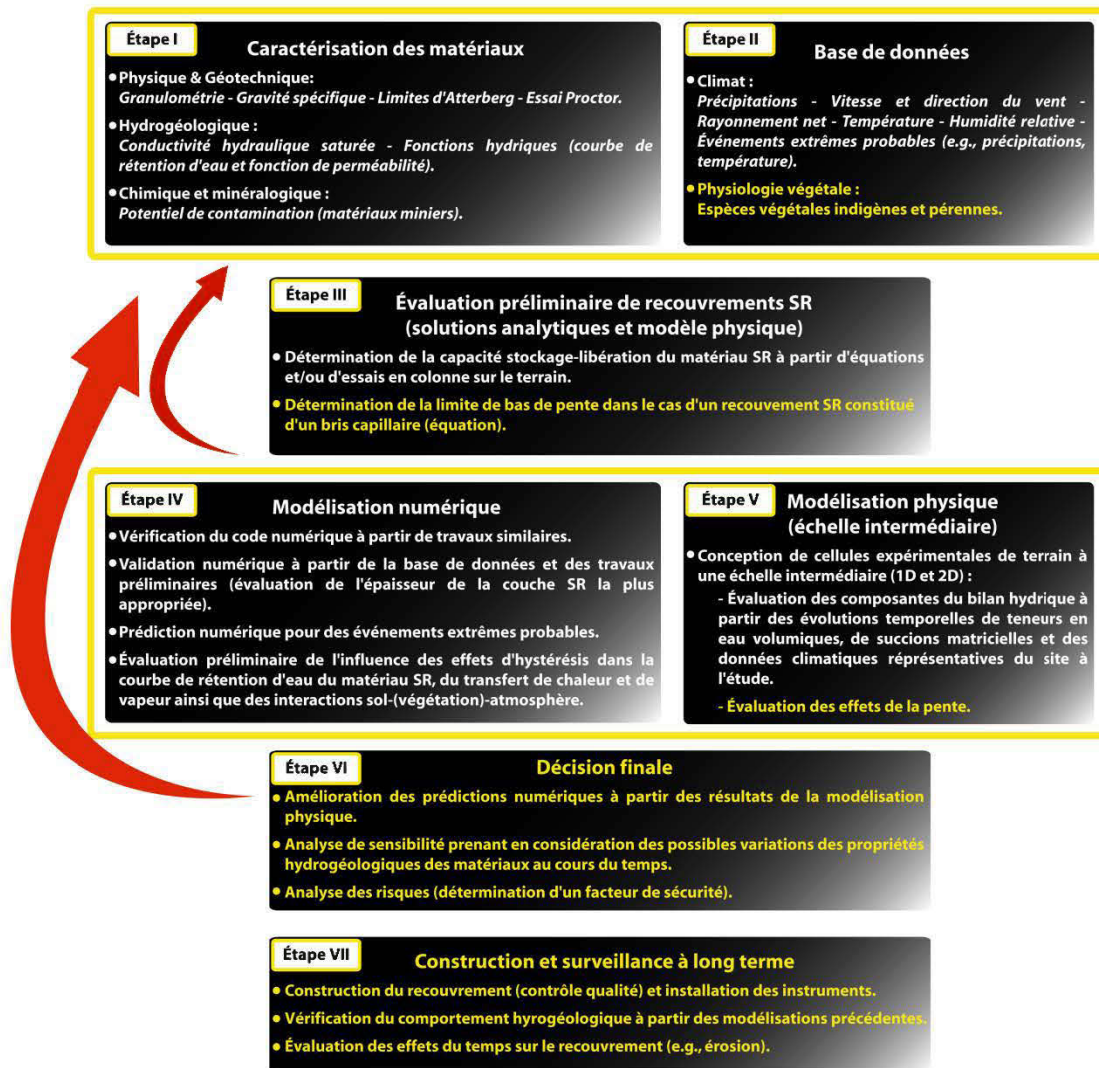 Étape I
Caractérisation des matériaux
•Physique & Géotechnique:
Granulométrie - Gravité spécifique - Limites d'Atterberg - Essai Proctor.
•Hydrogéologique :
Conductivité hydraulique saturée - Fonctions hydriques (courbe de
rétention d'eau et fonction de perméabilité).
•Chimique et minéralogique :
Potentiel de contamination (matériaux miniers).
Étape II
Base de données
•Climat :
Précipitations - Vitesse et direction du vent -
Rayonnement net - Température - Humidité relative -
Événements extrêmes probables (e.g., précipitations,
température).
•Physiologie végétale :
Espèces végétales indigènes et pérennes.
Étape III
Évaluation préliminaire de recouvrements SR
(solutions analytiques et modèle physique)
• Détermination de la capacité stockage-libération du matériau SR à partir d'équations
et/ou d'essais en colonne sur le terrain.
• Détermination de la limite de bas de pente dans le cas d'un recouvement SR constitué
d'un bris capillaire (équation).
Étape IV
Modélisation numérique
•Vérification du code numérique à partir de travaux similaires.
•Validation numérique à partir de la base de données et des travaux
préliminaires (évaluation de l'épaisseur de la couche SR la plus
appropriée).
•Prédiction numérique pour des événements extrêmes probables.
•Évaluation préliminaire de l'influence des effets d'hystérésis dans la
courbe de rétention d'eau du matériau SR, du transfert de chaleur et de
vapeur ainsi que des interactions sol-(végétation)-atmosphère.
Étape V
Modélisation physique
(échelle intermédiaire)
• Conception de cellules expérimentales de terrain à
une échelle intermédiaire (1D et 2D) :
- Évaluation des composantes du bilan hydrique à
partir des évolutions temporelles de teneurs en
eau volumiques, de succions matricielles et des
données climatiques réprésentatives du site à
l'étude.
- Évaluation des effets de la pente.
Étape VI
Décision finale
• Amélioration des prédictions numériques à partir des résultats de la modélisation
physique.
• Analyse de sensibilité prenant en considération des possibles variations des propriétés
hydrogéologiques des matériaux au cours du temps.
• Analyse des risques (détermination d'un facteur de sécurité).
Étape VII
Construction et surveillance à long terme
• Construction du recouvrement (contrôle qualité) et installation des instruments.
• Vérification du comportement hyrogéologique à partir des modélisations précédentes.
• Évaluation des effets du temps sur le recouvrement (e.g., érosion).